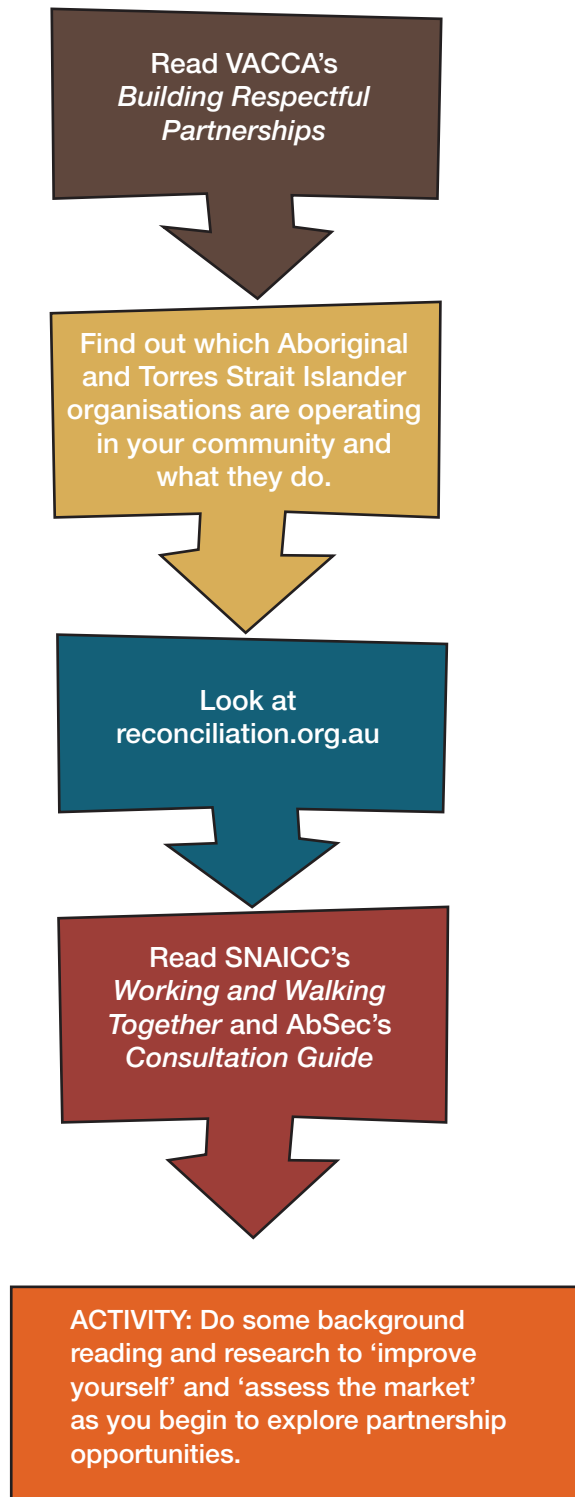 Read VACCA’s
Building Respectful
Partnerships
Find out which Aboriginal
and Torres Strait Islander
organisations are operating
in your community and
what they do.
Look at
reconciliation.org.au
Read SNAICC’s
Working and Walking
Together and AbSec’s
Consultation Guide
ACTIVITY: Do some background
reading and research to ‘improve
yourself’ and ‘assess the market’
as you begin to explore partnership
opportunities.